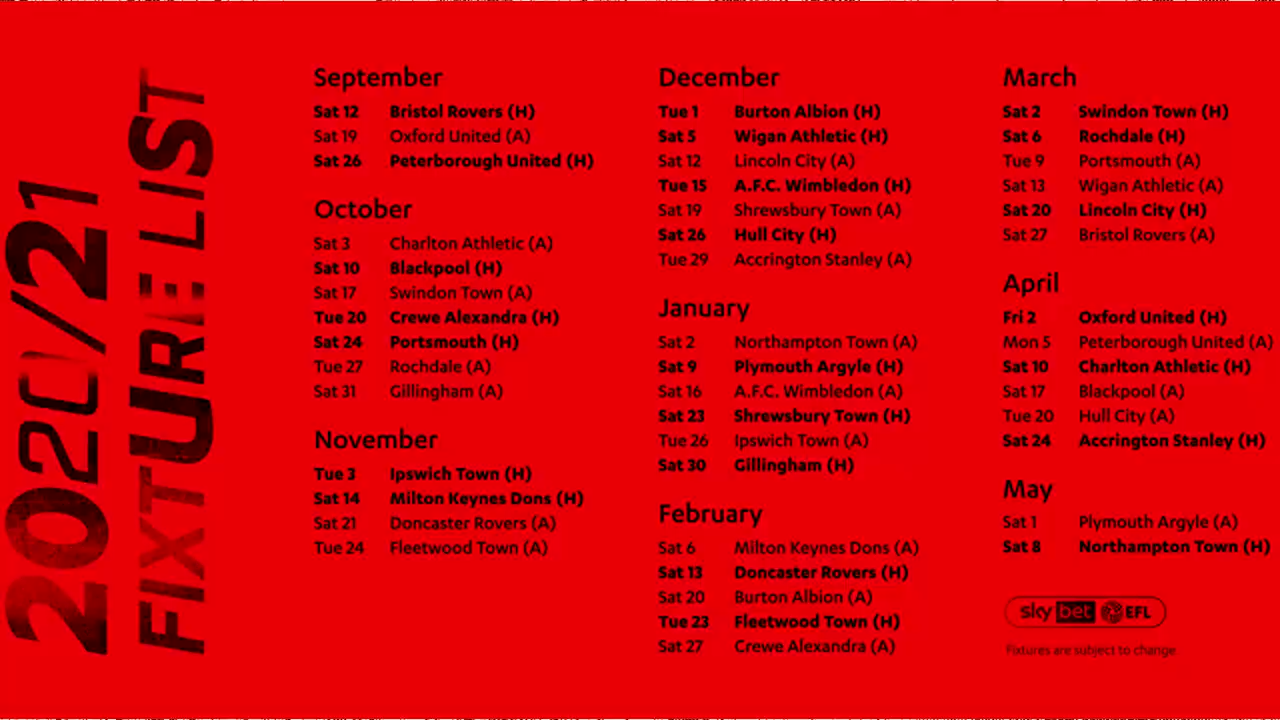 2020/21
FIXTURE LIST
September
Sat 12 Bristol Rovers (H)
Sat 19 Oxford United (A)
Sat 26 Peterborough United (H)
October
Sat 3 Charlton Athletic (A)
Sat 10 Blackpool (H)
Sat 17 Swindon Town (A)
Tue 20 Crewe Alexandra (H)
Sat 24 Portsmouth (H)
Tue 27 Rochdale (A)
Sat 31 Gillingham (A)
November
Tue 3 Ipswich Town (H)
Sat 14 Milton Keynes Dons (H)
Sat 21 Doncaster Rovers (A)
Tue 24 Fleetwood Town (A)
December
Tue 1 Burton Albion (H)
Sat 5 Wigan Athletic (H)
Sat 12 Lincoln City (A)
Tue 15 A.F.C. Wimbledon (H)
Sat 19 Shrewsbury Town (A)
Sat 26 Hull City (H)
Tue 29 Accrington Stanley (A)
January
Sat 2 Northampton Town (A)
Sat 9 Plymouth Argyle (H)
Sat 16 A.F.C. Wimbledon (A)
Sat 23 Shrewsbury Town (H)
Tue 26 Ipswich Town (A)
Sat 30 Gillingham (H)
February
Sat 6 Milton Keynes Dons (A)
Sat 13 Doncaster Rovers (H)
Sat 20 Burton Albion (A)
Tue 23 Fleetwood Town (H)
Sat 27 Crewe Alexandra (A)
March
Sat 2 Swindon Town (H)
Sat 6 Rochdale (H)
Tue 9 Portsmouth (A)
Sat 13 Wigan Athletic (A)
Sat 20 Lincoln City (H)
Sat 27 Bristol Rovers (A)
April
Fri 2 Oxford United (H)
Mon 5 Peterborough United (A)
Sat 10 Charlton Athletic (H)
Sat 17 Blackpool (A)
Tue 20 Hull City (A)
Sat 24 Accrington Stanley (H)
May
Sat 1 Plymouth Argyle (A)
Sat 8 Northampton Town (H)
sky bet EFL
Fixtures are subject to change